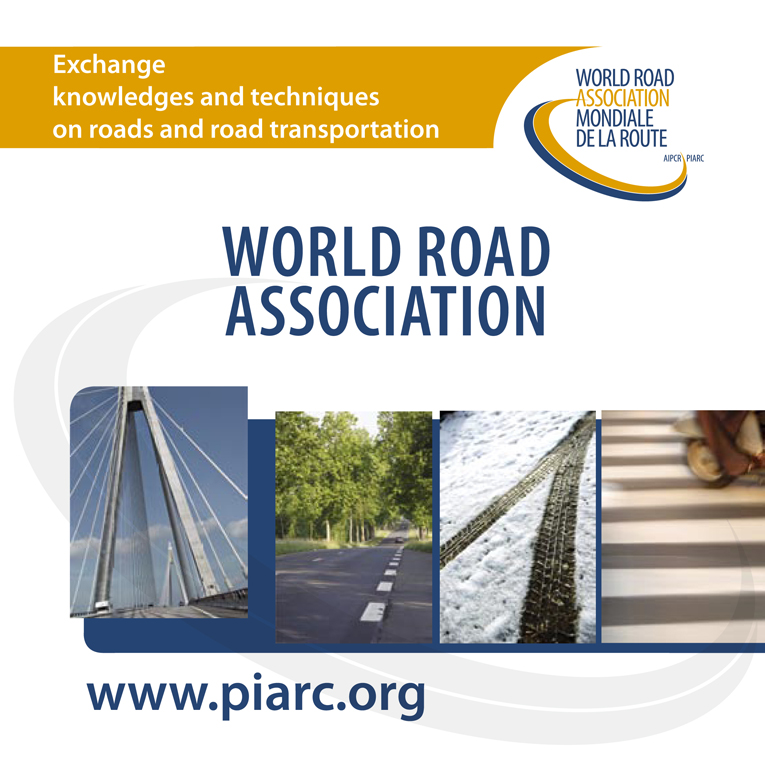 Exchange
knowledges and techniques
on roads and road transportation
WORLD ROAD
ASSOCIATION
MONDIALE
DE LA ROUTE
AIPCR PIARC
WORLD ROAD
ASSOCIATION
www.piarc.org